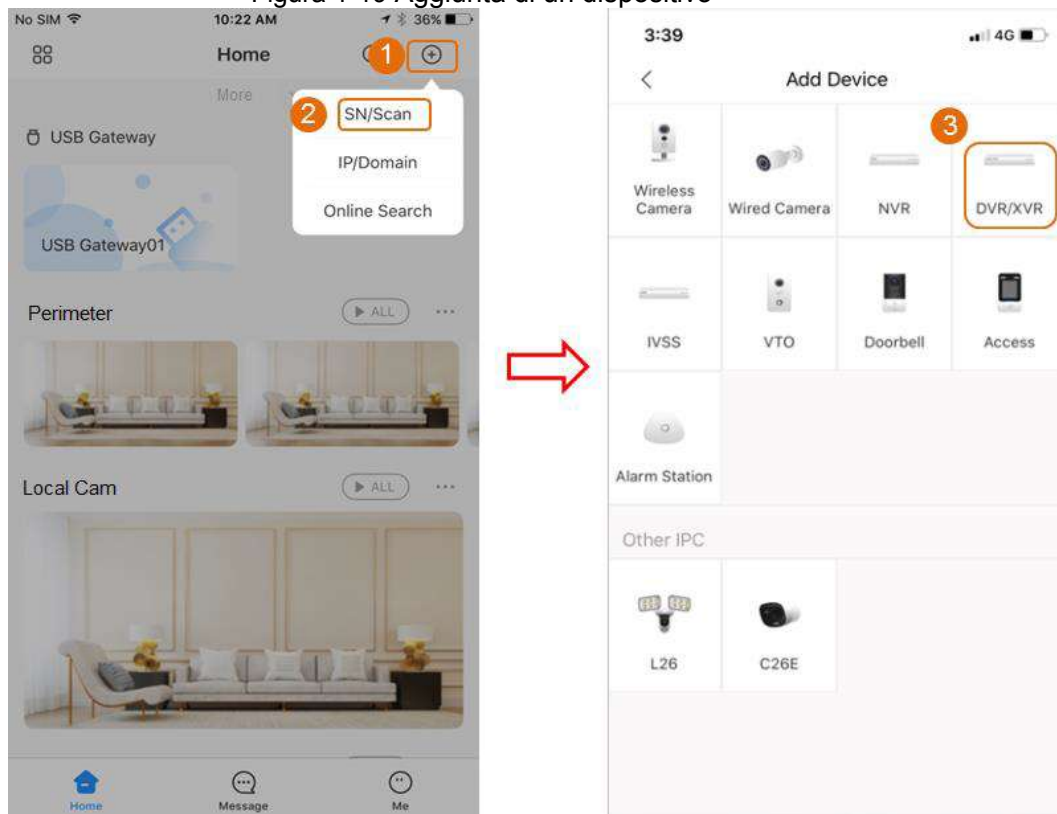 Figura 1-10 Aggiunta di un dispositivo
No SIM 10:22 AM 36%
Home
1
More
2 SN/Scan
IP/Domain
Online Search
USB Gateway
USB Gateway01
Perimeter
ALL
Local Cam
ALL
Home Message Me
3:39 4G
Add Device
3
Wireless Camera
Wired Camera
NVR
DVR/XVR
IVSS
VTO
Doorbell
Access
Alarm Station
Other IPC
L26
C26E